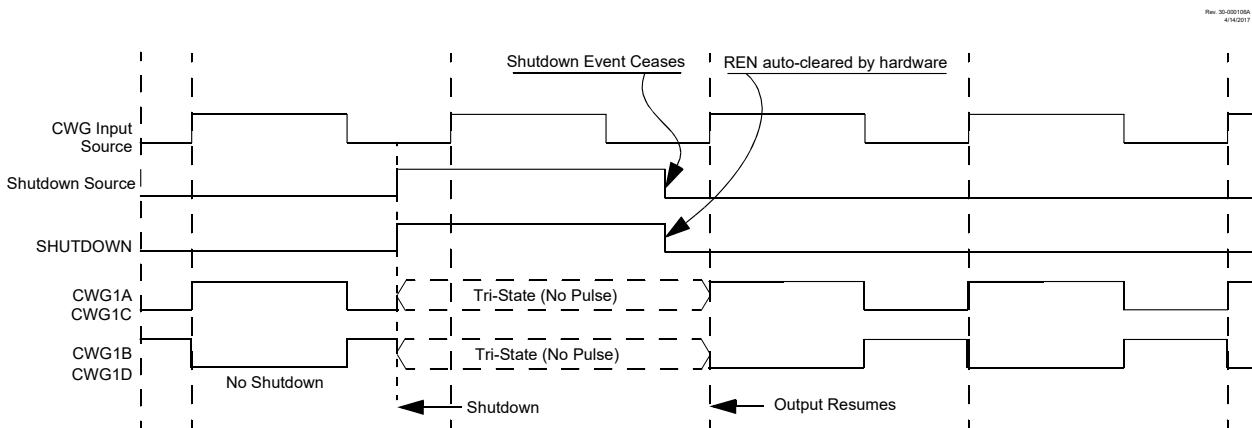 Rev. 30-000108A
4/14/2017
Shutdown Event Ceases
REN auto-cleared by hardware
CWG Input
Source
Shutdown Source
SHUTDOWN
CWG1A
CWG1C
Tri-State (No Pulse)
CWG1B
CWG1D
Tri-State (No Pulse)
No Shutdown
Shutdown
Output Resumes